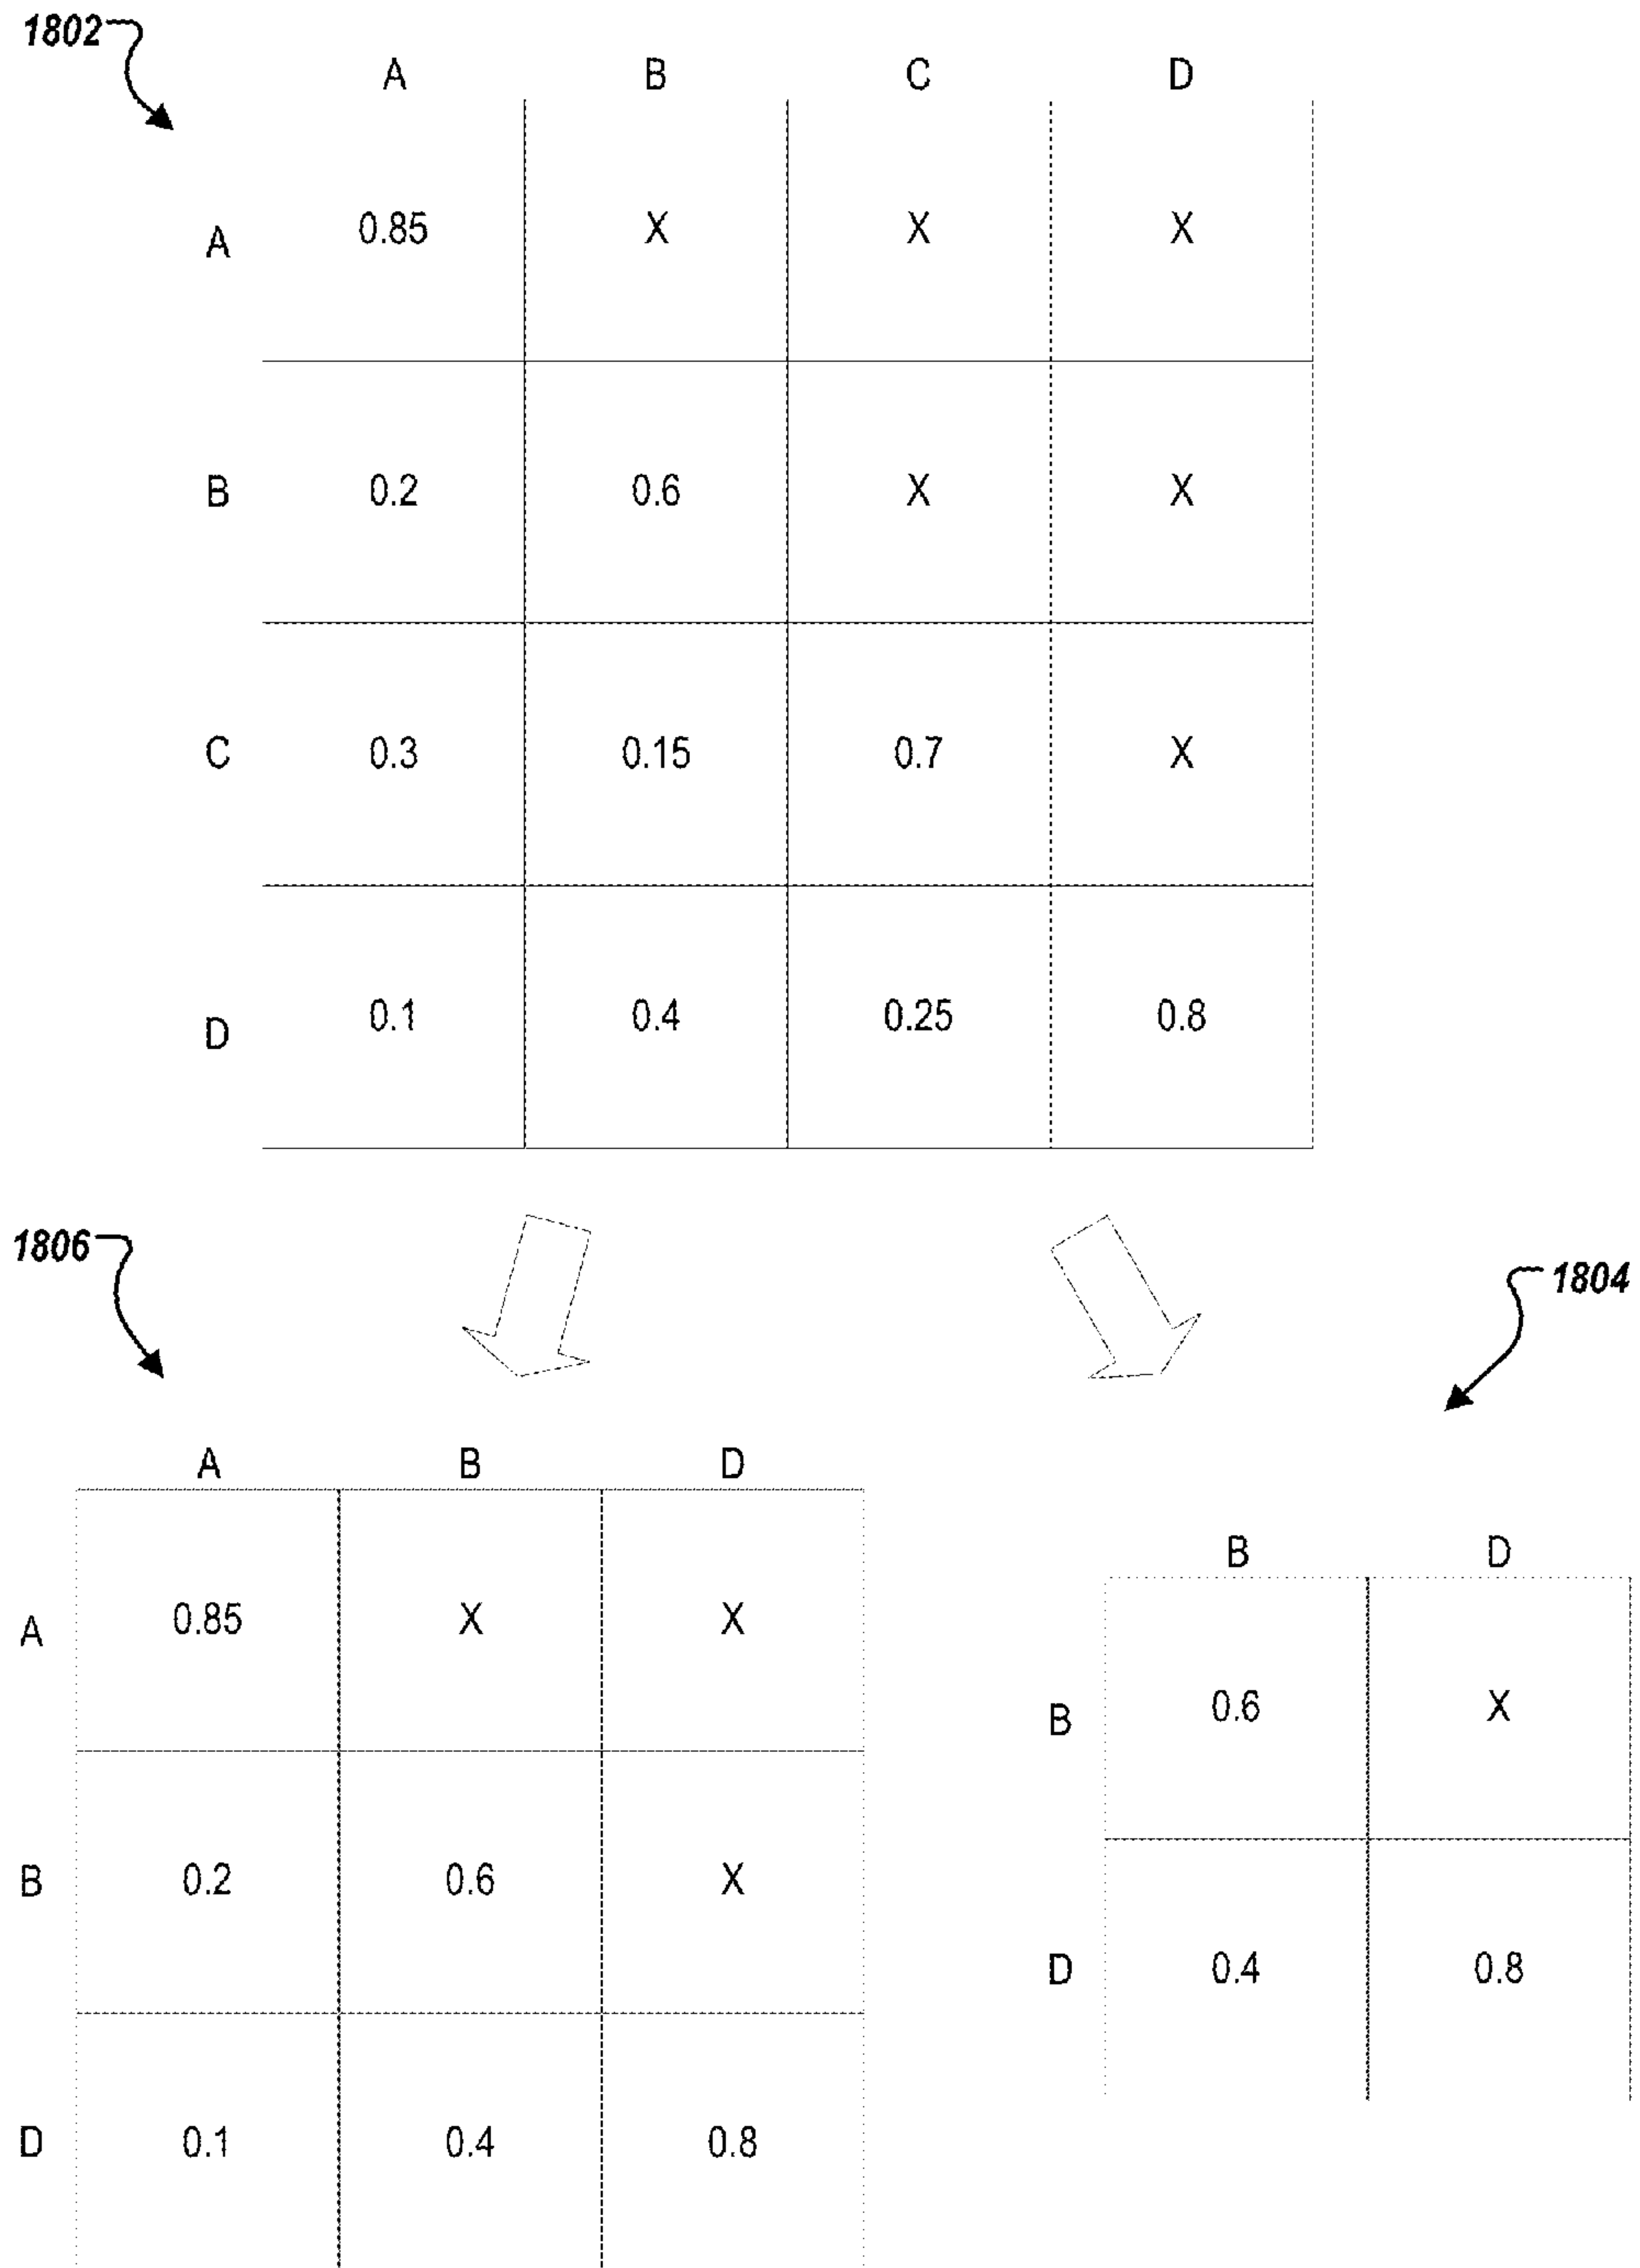 1802
A B C D
A 0.85 X X X
B 0.2 0.6 X X
C 0.3 0.15 0.7 X
D 0.1 0.4 0.25 0.8
1806
1804
A B D
A 0.85 X X
B 0.2 0.6 X
D 0.1 0.4 0.8
B D
B 0.6 X
D 0.4 0.8